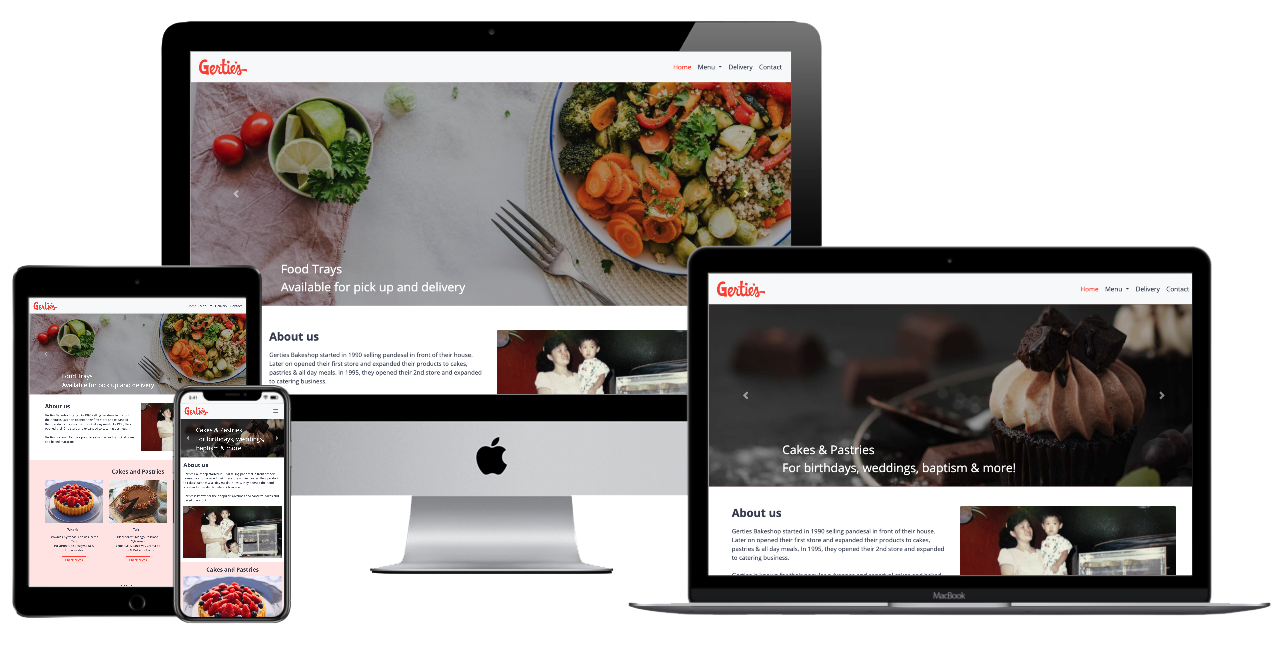 Gertie's
Home Menu Delivery Contact
Food Trays
Available for pick up and delivery
About us
Gerties Bakeshop started in 1990 selling pandesal in front of their house.
Later on opened their first store and expanded their products to cakes,
pastries & all day meals. In 1995, they opened their 2nd store and expanded
to catering business.
Gertie's
Home Menu Delivery Contact
Cakes & Pastries
For birthdays, weddings, baptism & more!
About us
Gerties Bakeshop started in 1990 selling pandesal in front of their house.
Later on opened their first store and expanded their products to cakes,
pastries & all day meals. In 1995, they opened their 2nd store and expanded
to catering business.
MacBook
Gertie's
Contact
Food Trays
Available for pick up and delivery
About us
Cakes and Pastries
9:41
Gertie's
Cakes & Pastries
For birthdays, weddings,
baptism & more!
About us
Cakes and Pastries